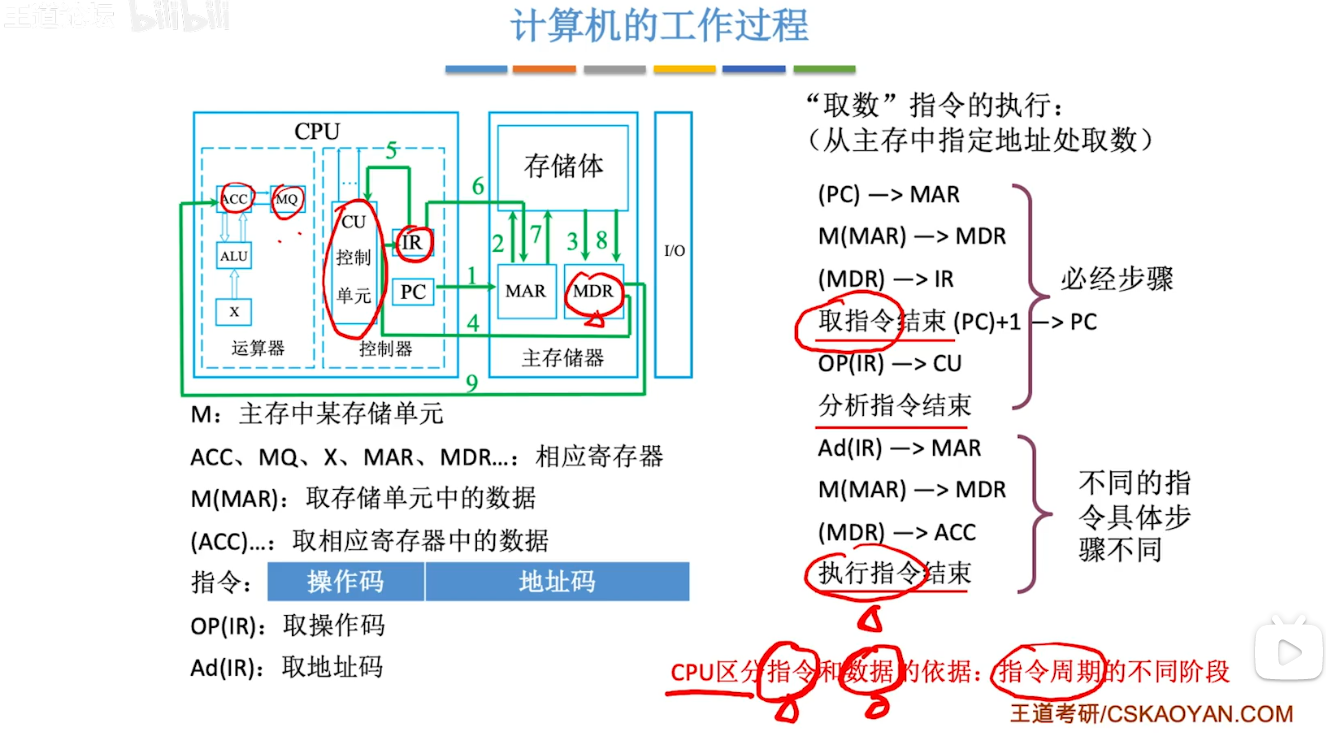 王道论坛 bilibili
计算机的工作过程
CPU
存储体
I/O
ACC
MQ
ALU
X
运算器
…
CU
控制
单元
IR
PC
控制器
MAR
MDR
主存储器
1
2
3
4
5
6
7
8
9
M：主存中某存储单元
ACC、MQ、X、MAR、MDR…：相应寄存器
M(MAR)：取存储单元中的数据
(ACC)…：取相应寄存器中的数据
指令： 操作码 地址码
OP(IR)：取操作码
Ad(IR)：取地址码
“取数”指令的执行：
（从主存中指定地址处取数）
(PC) —> MAR
M(MAR) —> MDR
(MDR) —> IR
取指令结束 (PC)+1 —> PC
OP(IR) —> CU
分析指令结束
必经步骤
Ad(IR) —> MAR
M(MAR) —> MDR
(MDR) —> ACC
执行指令结束
不同的指
令具体步
骤不同
CPU区分指令和数据的依据：指令周期的不同阶段
王道考研/CSKAOYAN.COM